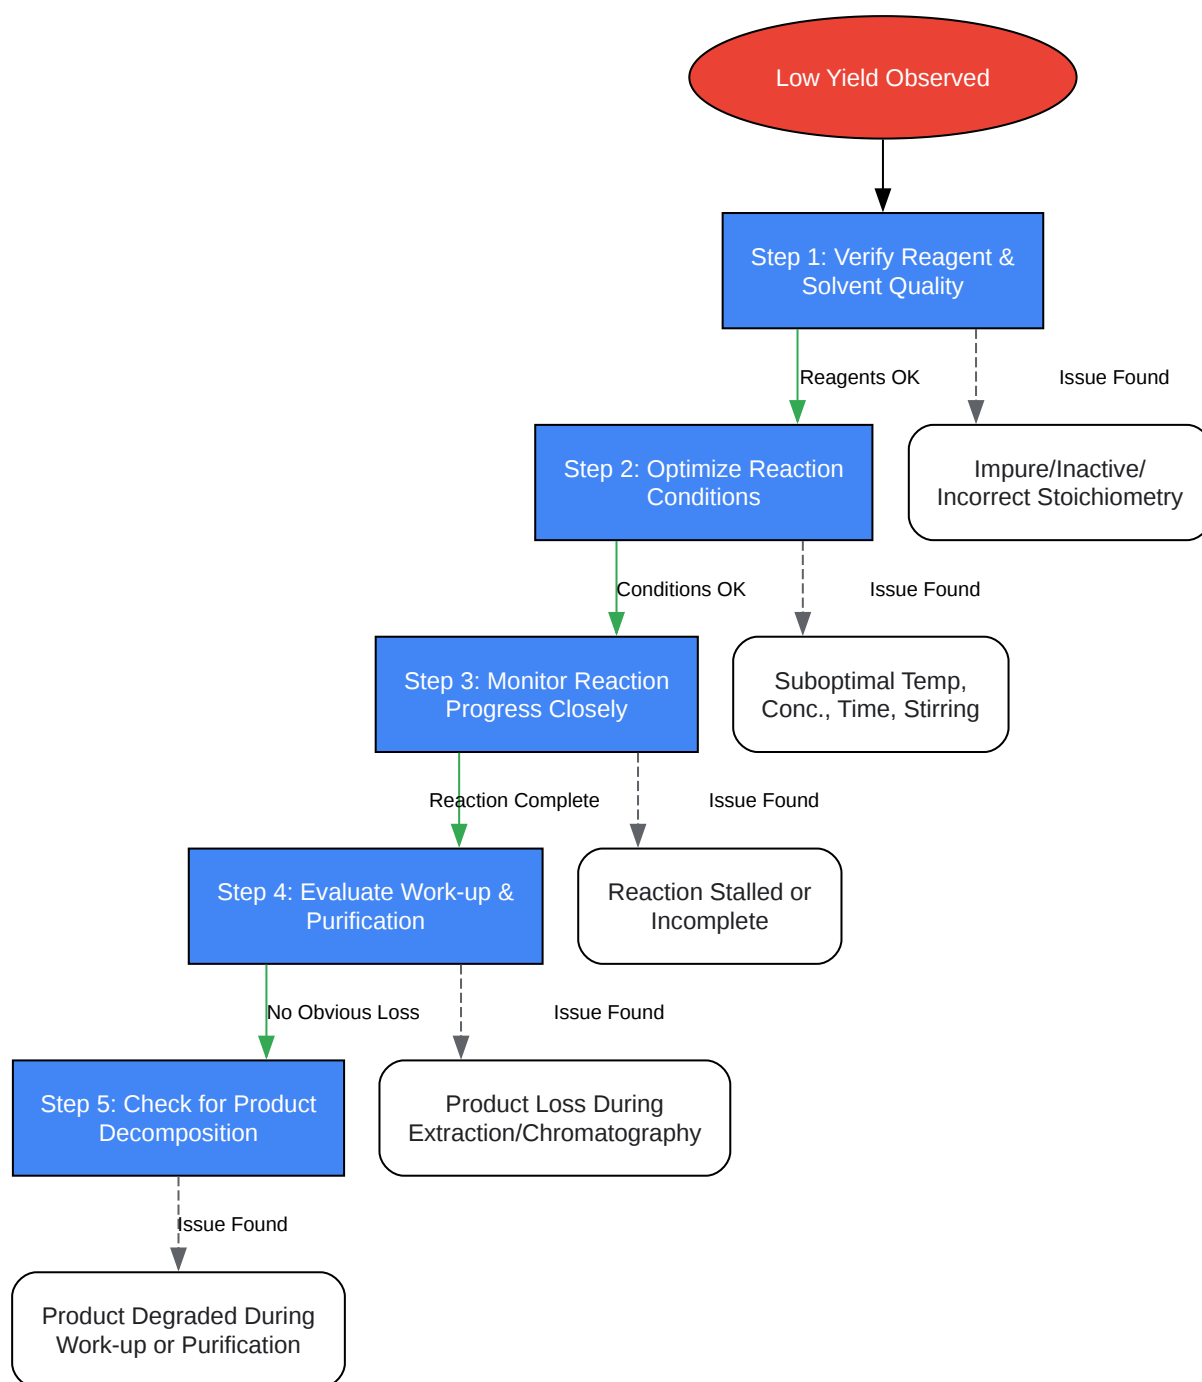 Low Yield Observed
Step 1: Verify Reagent &
Solvent Quality
Reagents OK
Issue Found
Step 2: Optimize Reaction
Conditions
Impure/Inactive/
Incorrect Stoichiometry
Conditions OK
Issue Found
Step 3: Monitor Reaction
Progress Closely
Suboptimal Temp,
Conc., Time, Stirring
Reaction Complete
Issue Found
Step 4: Evaluate Work-up &
Purification
Reaction Stalled or
Incomplete
No Obvious Loss
Issue Found
Step 5: Check for Product
Decomposition
Product Loss During
Extraction/Chromatography
Issue Found
Product Degraded During
Work-up or Purification